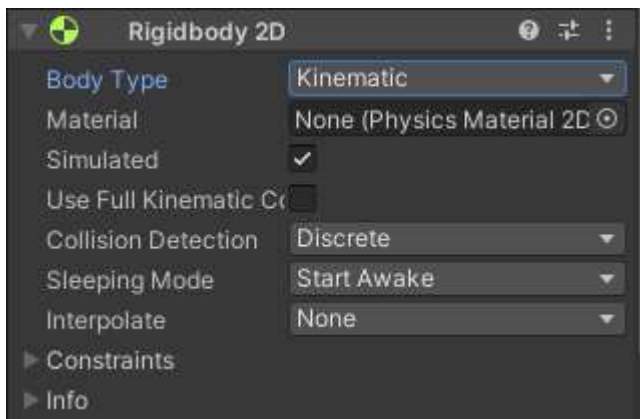 Rigidbody 2D
Body Type Kinematic
Material None (Physics Material 2D
Simulated
Use Full Kinematic Co
Collision Detection Discrete
Sleeping Mode Start Awake
Interpolate None
Constraints
Info